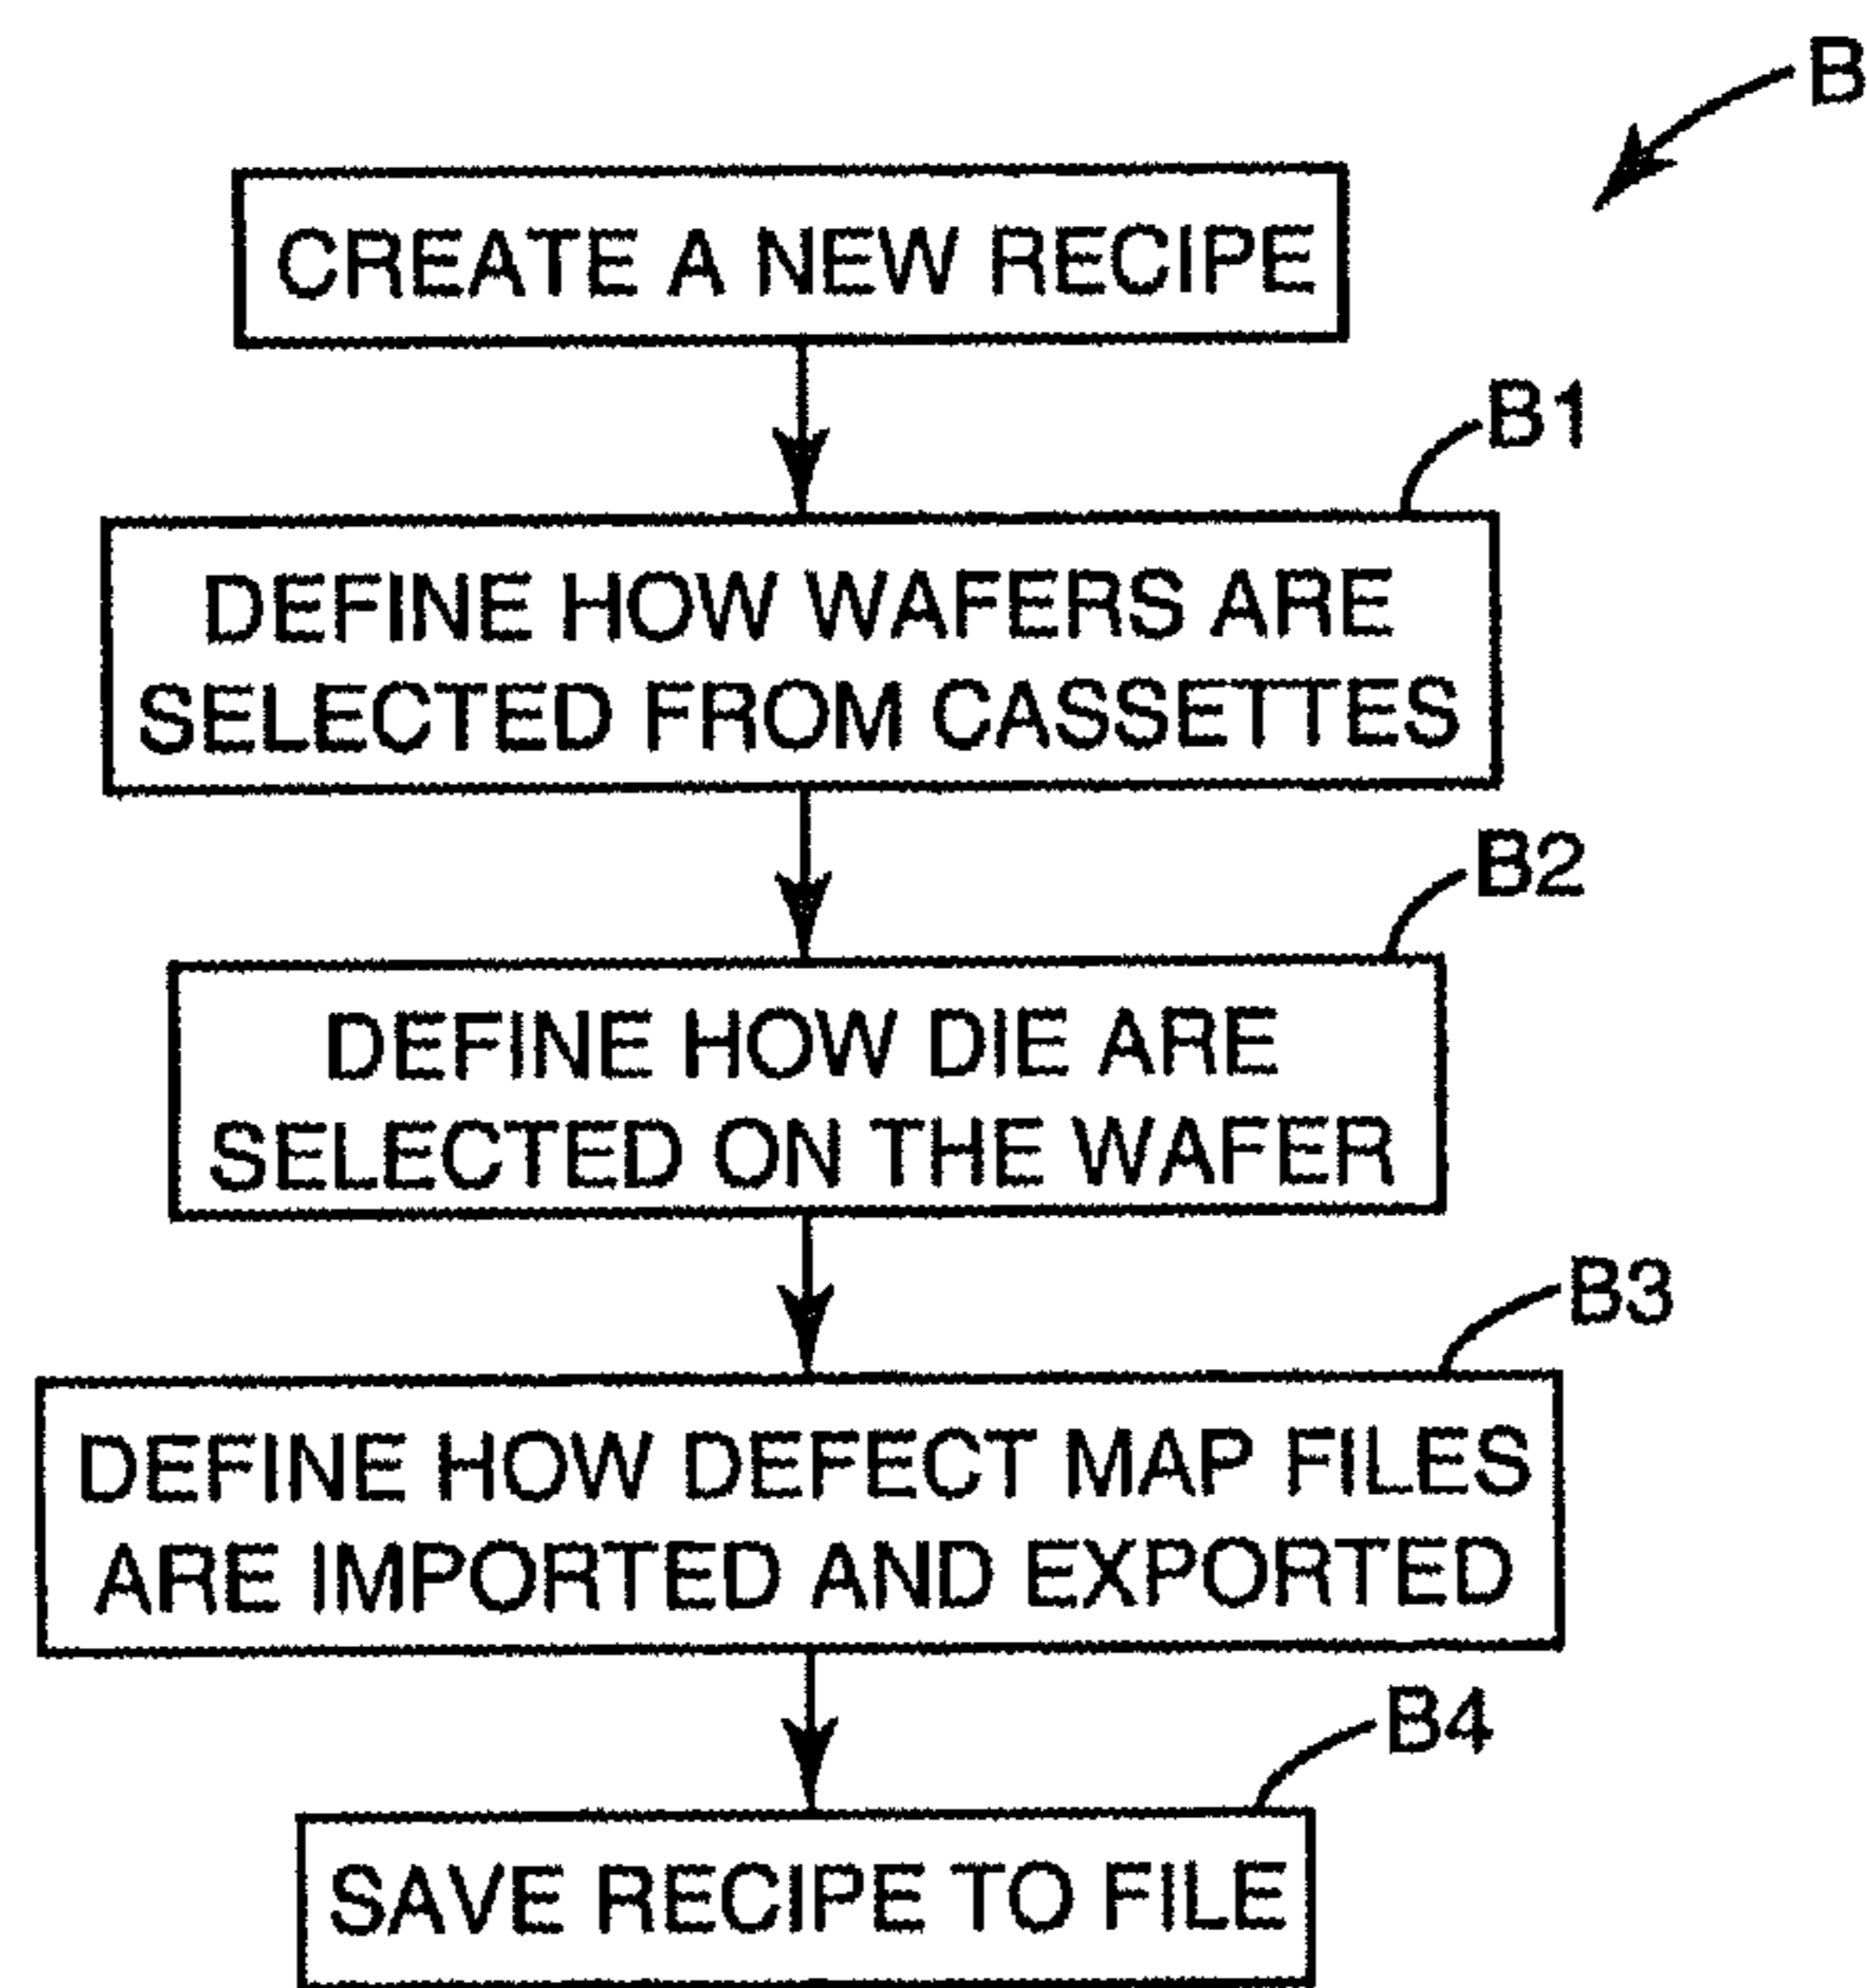 B
CREATE A NEW RECIPE
B1
DEFINE HOW WAFERS ARE
SELECTED FROM CASSETTES
B2
DEFINE HOW DIE ARE
SELECTED ON THE WAFER
B3
DEFINE HOW DEFECT MAP FILES
ARE IMPORTED AND EXPORTED
B4
SAVE RECIPE TO FILE